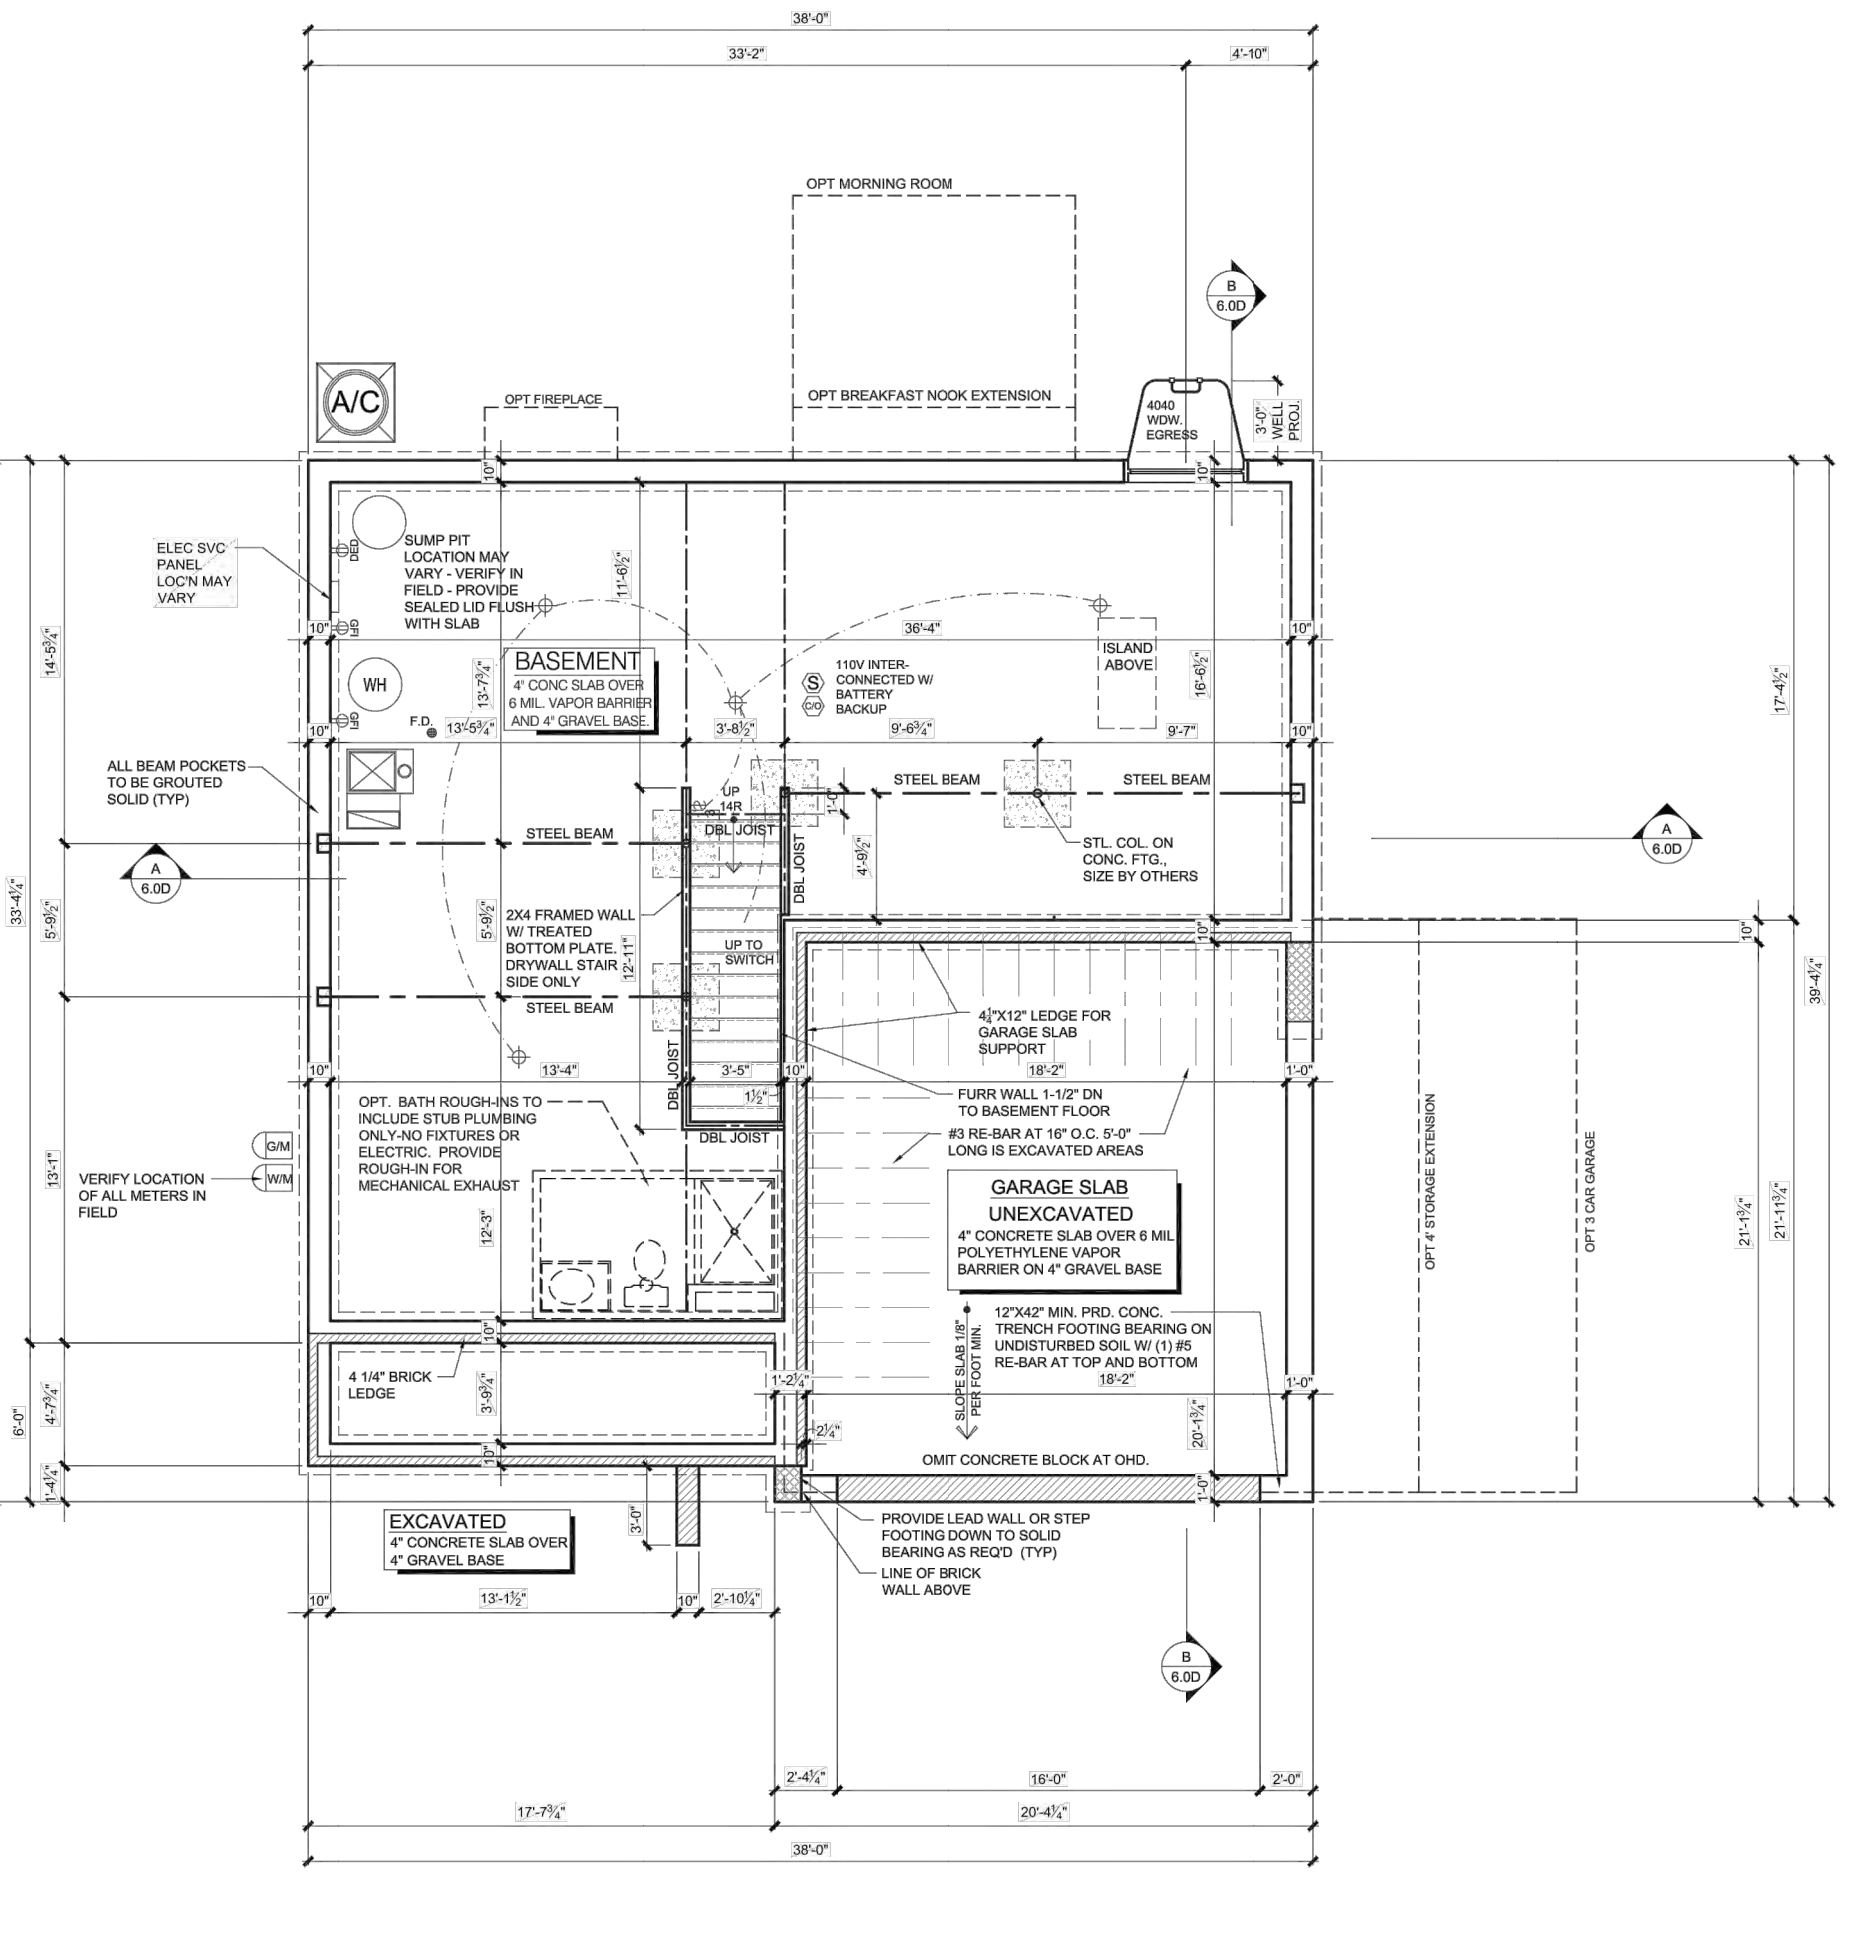 38'-0"
33'-2"
4'-10"
OPT MORNING ROOM
B
6.0D
A/C
OPT FIREPLACE
OPT BREAKFAST NOOK EXTENSION
4040
WDW.
EGRESS
3'-0"
WELL
PROJ.
10"
10"
ELEC SVC
PANEL
LOC'N MAY
VARY
DED
SUMP PIT
LOCATION MAY
VARY - VERIFY IN
FIELD - PROVIDE
SEALED LID FLUSH
WITH SLAB
11'-6½"
10"
GFI
36'-4"
10"
14'-5¾"
WH
13'-7¾"
BASEMENT
4" CONC SLAB OVER
6 MIL. VAPOR BARRIER
AND 4" GRAVEL BASE.
S
C/O
110V INTER-
CONNECTED W/
BATTERY
BACKUP
ISLAND
ABOVE
16'-6½"
17'-4½"
10"
GFI
F.D.
13'-5¾"
3'-8½"
9'-6¾"
9'-7"
10"
ALL BEAM POCKETS
TO BE GROUTED
SOLID (TYP)
UP
14R
1'-0"
STEEL BEAM
STEEL BEAM
STEEL BEAM
DBL JOIST
DBL JOIST
4'-9½"
STL. COL. ON
CONC. FTG.,
SIZE BY OTHERS
A
6.0D
A
6.0D
33'-4¼"
5'-9½"
5'-9½"
2X4 FRAMED WALL
W/ TREATED
BOTTOM PLATE.
DRYWALL STAIR
SIDE ONLY
12'-11"
UP TO
SWITCH
10"
10"
39'-4¼"
STEEL BEAM
4¼"X12" LEDGE FOR
GARAGE SLAB
SUPPORT
10"
13'-4"
DBL JOIST
3'-5"
10"
18'-2"
1'-0"
1½"
FURR WALL 1-1/2" DN
TO BASEMENT FLOOR
OPT. BATH ROUGH-INS TO
INCLUDE STUB PLUMBING
ONLY-NO FIXTURES OR
ELECTRIC. PROVIDE
ROUGH-IN FOR
MECHANICAL EXHAUST
DBL JOIST
#3 RE-BAR AT 16" O.C. 5'-0"
LONG IS EXCAVATED AREAS
OPT 4' STORAGE EXTENSION
OPT 3 CAR GARAGE
G/M
W/M
VERIFY LOCATION
OF ALL METERS IN
FIELD
13'-1"
12'-3"
GARAGE SLAB
UNEXCAVATED
4" CONCRETE SLAB OVER 6 MIL
POLYETHYLENE VAPOR
BARRIER ON 4" GRAVEL BASE
21'-1¾"
21'-11¾"
12"X42" MIN. PRD. CONC.
TRENCH FOOTING BEARING ON
UNDISTURBED SOIL W/ (1) #5
RE-BAR AT TOP AND BOTTOM
SLOPE SLAB 1/8"
PER FOOT MIN.
10"
4 1/4" BRICK
LEDGE
3'-9¾"
1'-2¼"
18'-2"
1'-0"
6'-0"
4'-7¾"
2¼"
20'-1¾"
10"
OMIT CONCRETE BLOCK AT OHD.
1'-4¼"
1'-0"
EXCAVATED
4" CONCRETE SLAB OVER
4" GRAVEL BASE
3'-0"
PROVIDE LEAD WALL OR STEP
FOOTING DOWN TO SOLID
BEARING AS REQ'D (TYP)
LINE OF BRICK
WALL ABOVE
10"
13'-1½"
10"
2'-10¼"
B
6.0D
2'-4¼"
16'-0"
2'-0"
17'-7¾"
20'-4¼"
38'-0"